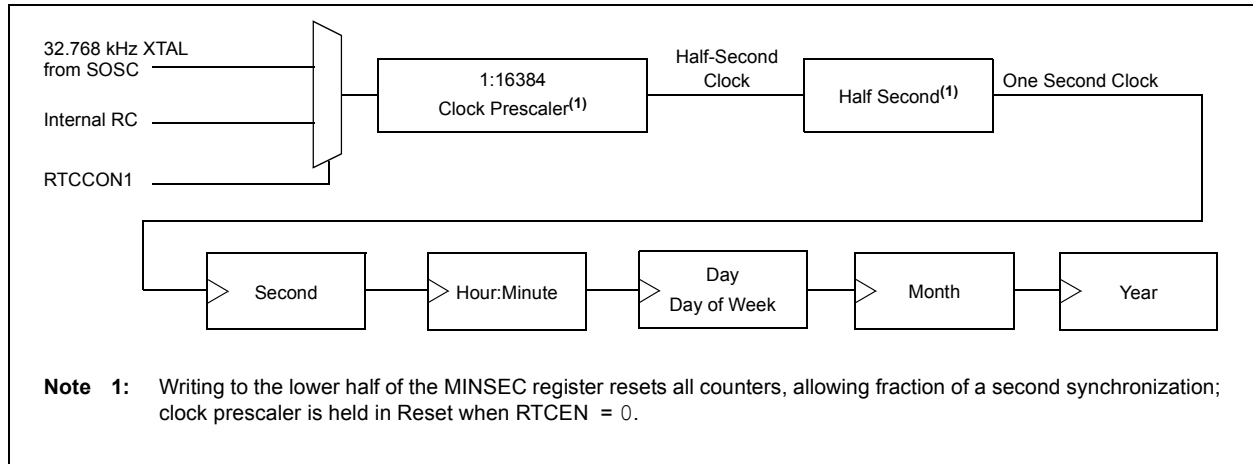 32.768 kHz XTAL
from SOSC
Internal RC
RTCCON1
1:16384
Clock Prescaler(1)
Half-Second
Clock
Half Second(1)
One Second Clock
Second
Hour:Minute
Day
Day of Week
Month
Year
Note 1: Writing to the lower half of the MINSEC register resets all counters, allowing fraction of a second synchronization;
clock prescaler is held in Reset when RTCEN = 0.